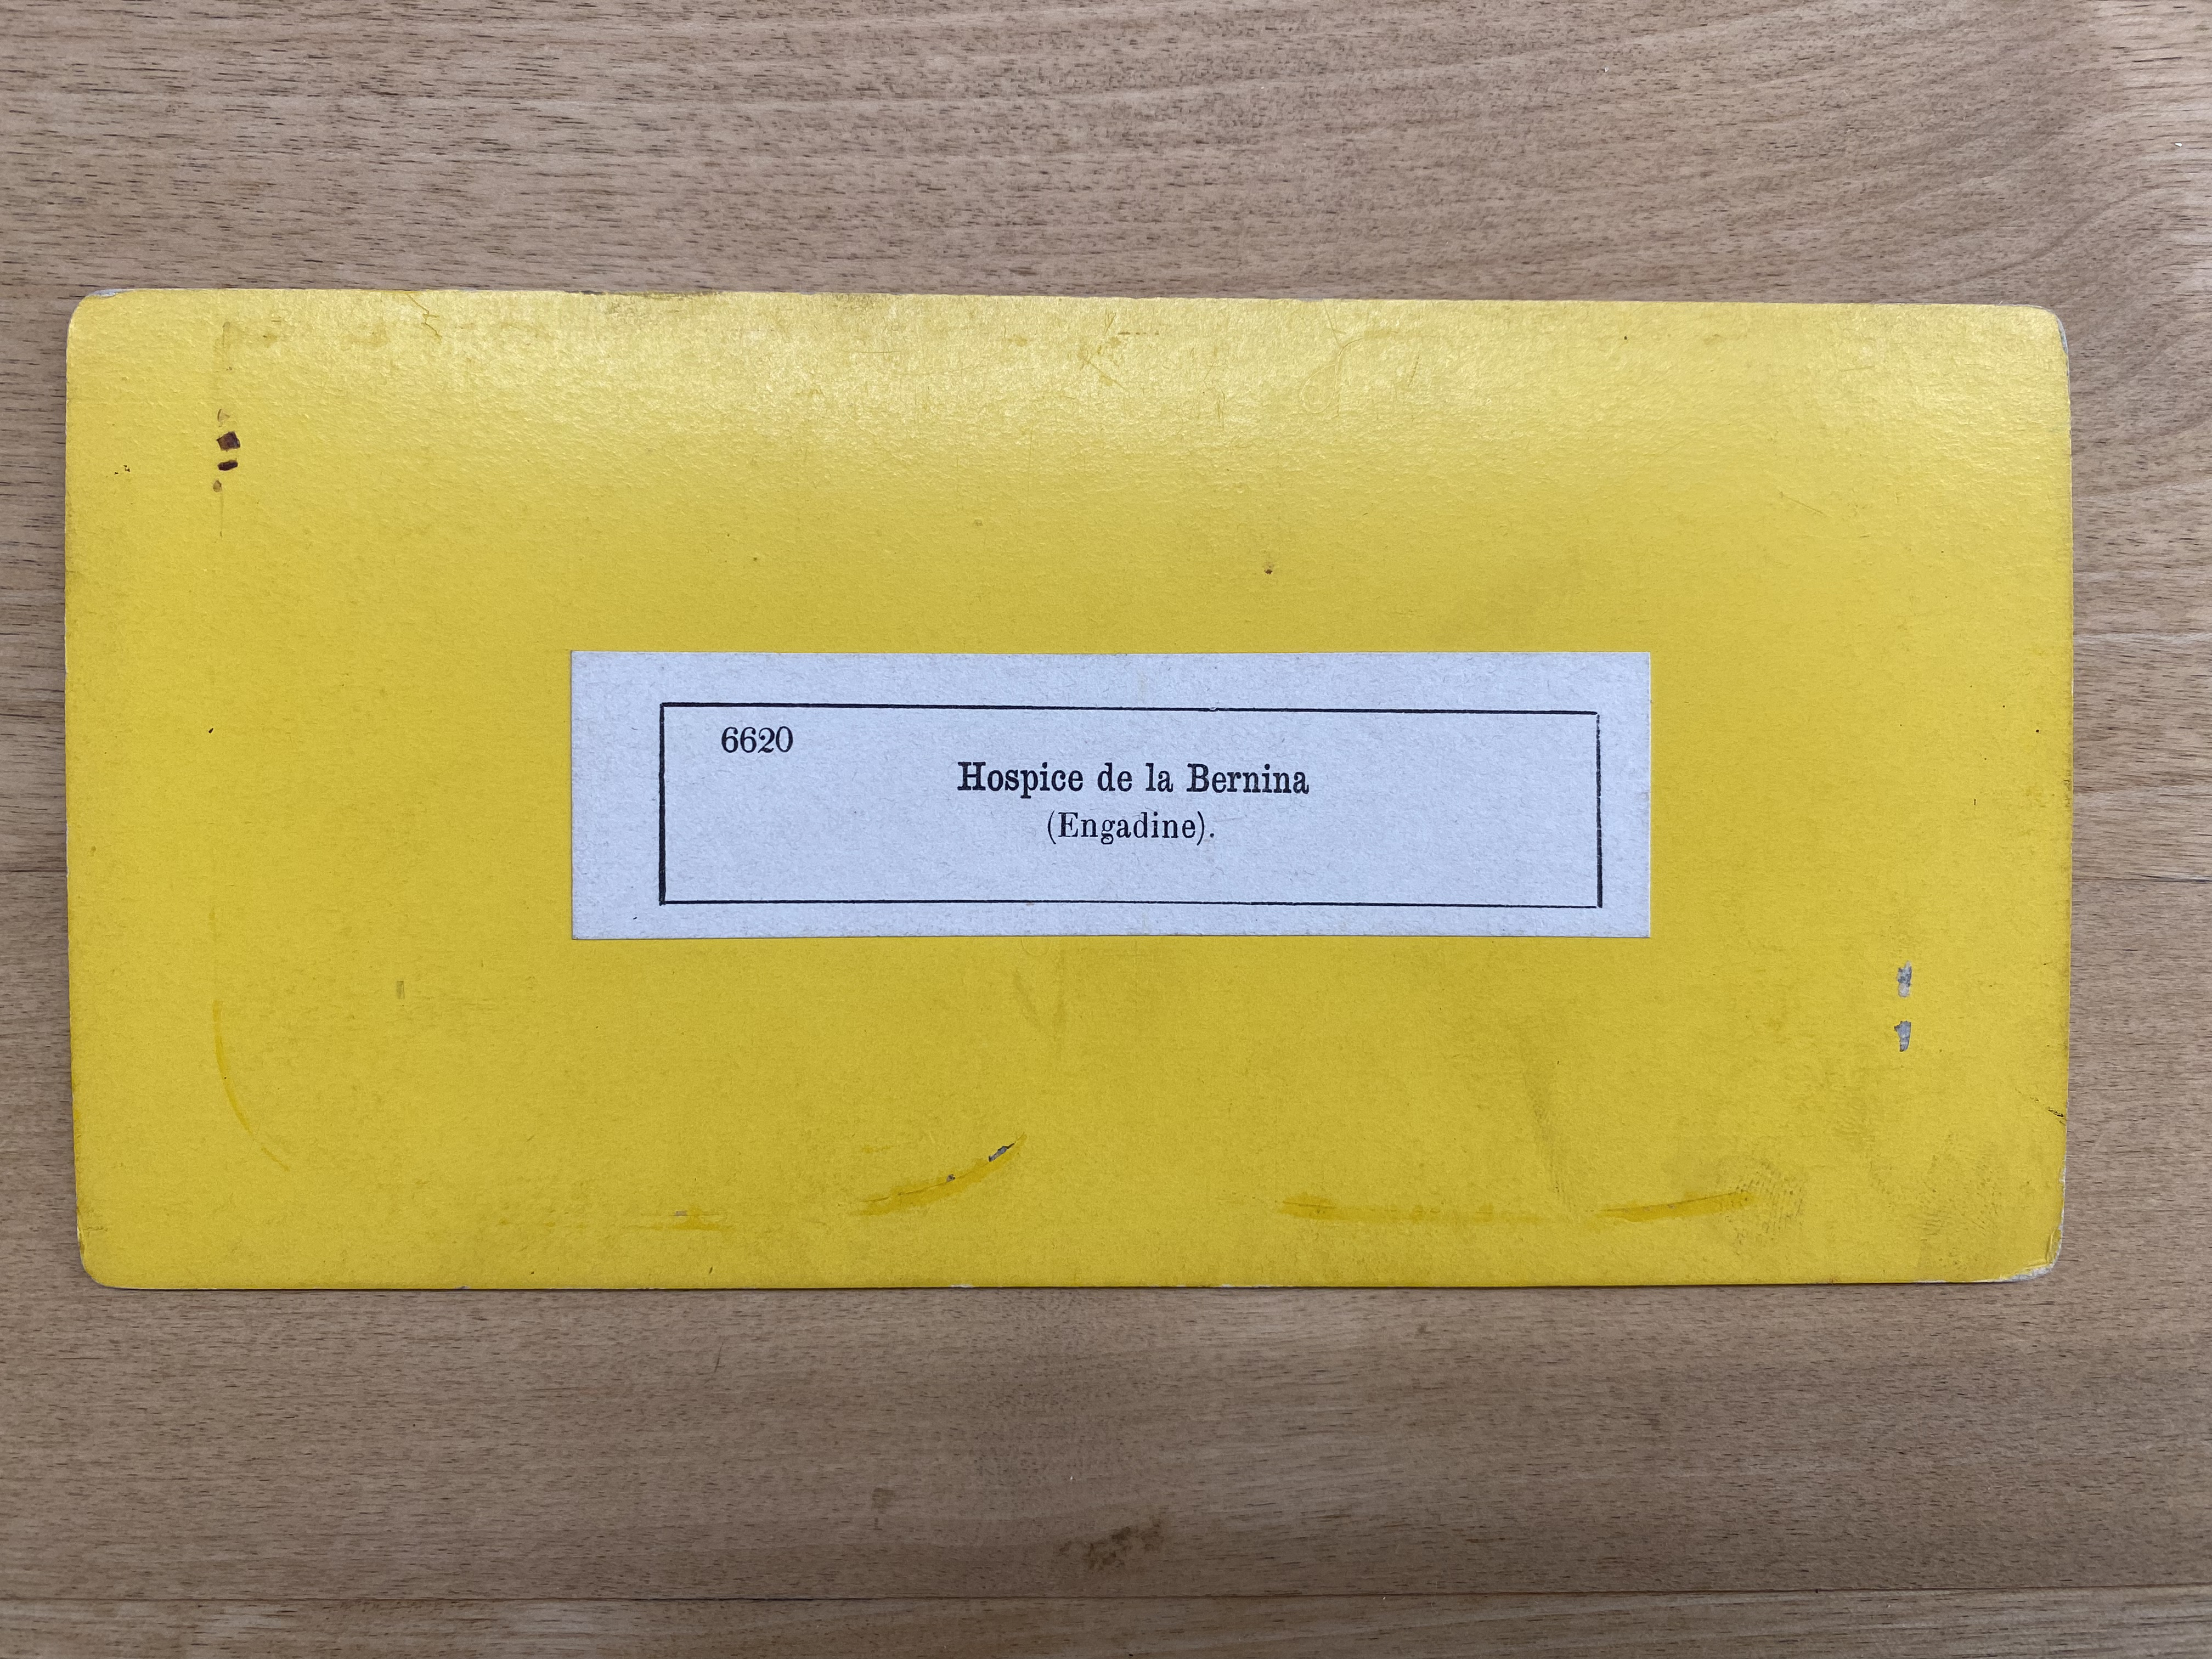 6620
Hospice de la Bernina
(Engadine).